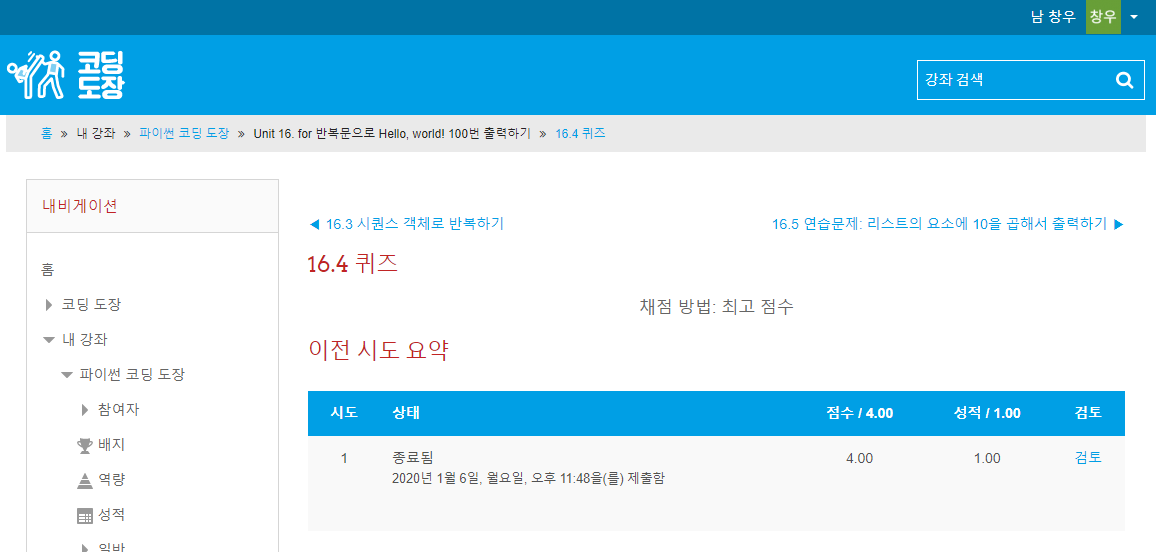 남 창우 창우
코딩
도장
강좌 검색
홈 » 내 강좌 » 파이썬 코딩 도장 » Unit 16. for 반복문으로 Hello, world! 100번 출력하기 » 16.4 퀴즈
내비게이션
홈
코딩 도장
내 강좌
파이썬 코딩 도장
참여자
배지
역량
성적
일반
◀ 16.3 시퀀스 객체로 반복하기
16.5 연습문제: 리스트의 요소에 10을 곱해서 출력하기 ▶
16.4 퀴즈
채점 방법: 최고 점수
이전 시도 요약
시도 상태 점수 / 4.00 성적 / 1.00 검토
1 종료됨 4.00 1.00 검토
2020년 1월 6일, 월요일, 오후 11:48을(를) 제출함